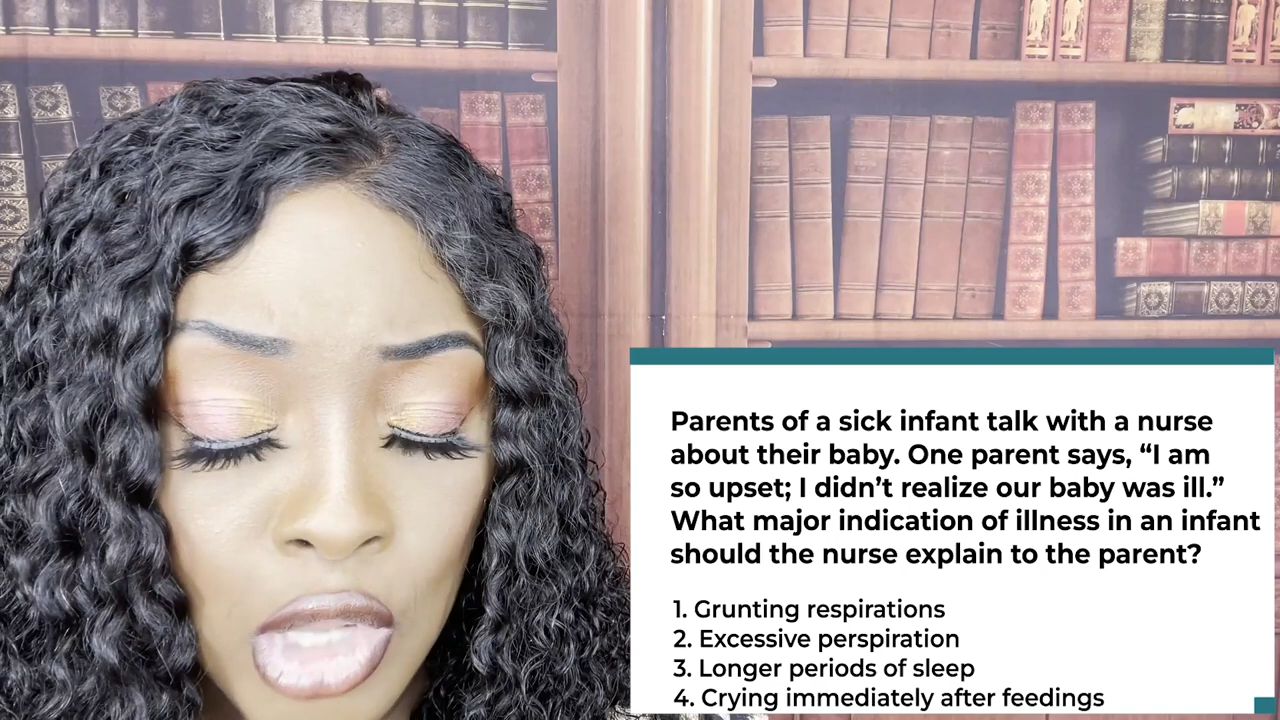 Parents of a sick infant talk with a nurse
about their baby. One parent says, “I am
so upset; I didn’t realize our baby was ill.”
What major indication of illness in an infant
should the nurse explain to the parent?
1. Grunting respirations
2. Excessive perspiration
3. Longer periods of sleep
4. Crying immediately after feedings